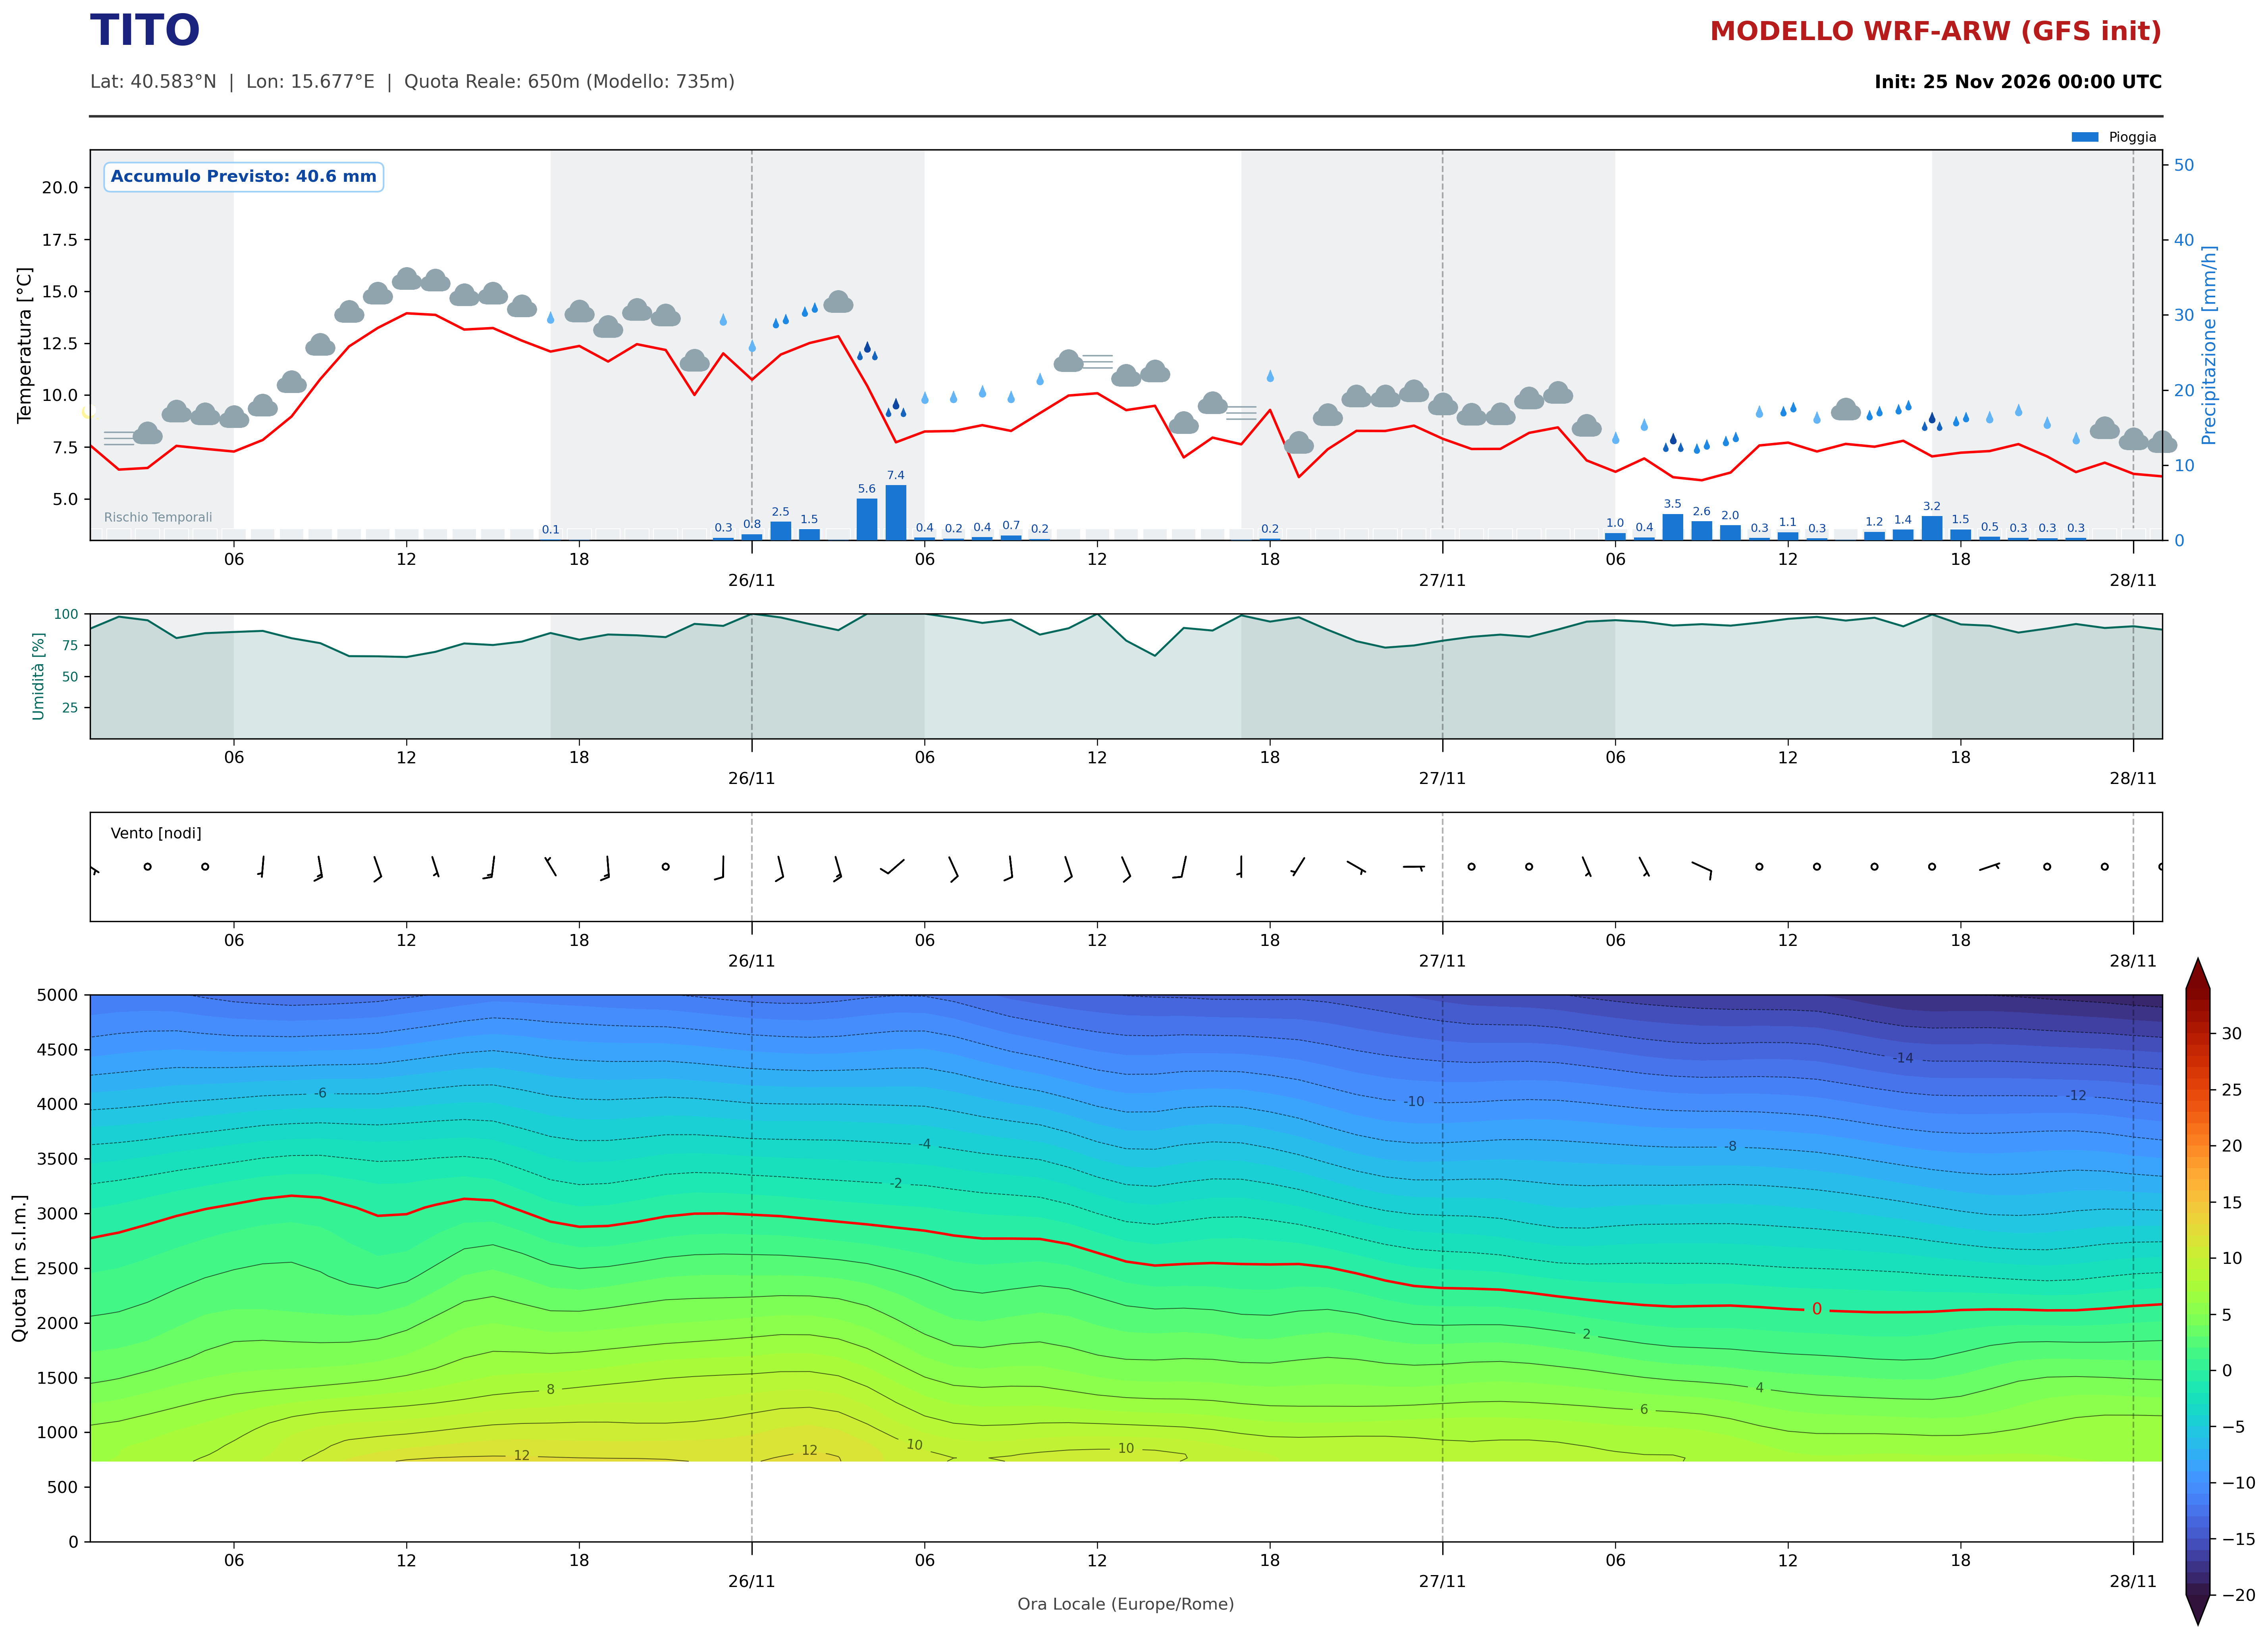 TITO
MODELLO WRF-ARW (GFS init)
Lat: 40.583°N | Lon: 15.677°E | Quota Reale: 650m (Modello: 735m)
Init: 25 Nov 2026 00:00 UTC
Pioggia
Accumulo Previsto: 40.6 mm
Temperatura [°C]
20.0
17.5
15.0
12.5
10.0
7.5
5.0
Precipitazione [mm/h]
50
40
30
20
10
0
Rischio Temporali
0.1 0.3 0.8 2.5 1.5 5.6 7.4 0.4 0.2 0.4 0.7 0.2 0.2 1.0 0.4 3.5 2.6 2.0 0.3 1.1 0.3 1.2 1.4 3.2 1.5 0.5 0.3 0.3 0.3
06 12 18 06 12 18 06 12 18
26/11 27/11 28/11
Umidità [%]
100
75
50
25
06 12 18 06 12 18 06 12 18
26/11 27/11 28/11
Vento [nodi]
06 12 18 06 12 18 06 12 18
26/11 27/11 28/11
Quota [m s.l.m.]
5000
4500
4000
3500
3000
2500
2000
1500
1000
500
0
-14
-6 -10 -12
-4 -8
-2
0
2
8 4
6
12 12 10 10
30
25
20
15
10
5
0
−5
−10
−15
−20
06 12 18 06 12 18 06 12 18
26/11 27/11 28/11
Ora Locale (Europe/Rome)